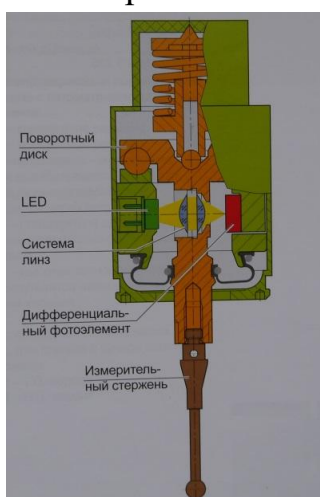 Поворотный
диск
LED
Система
линз
Дифференциаль-
ный фотоэлемент
Измеритель-
ный стержень